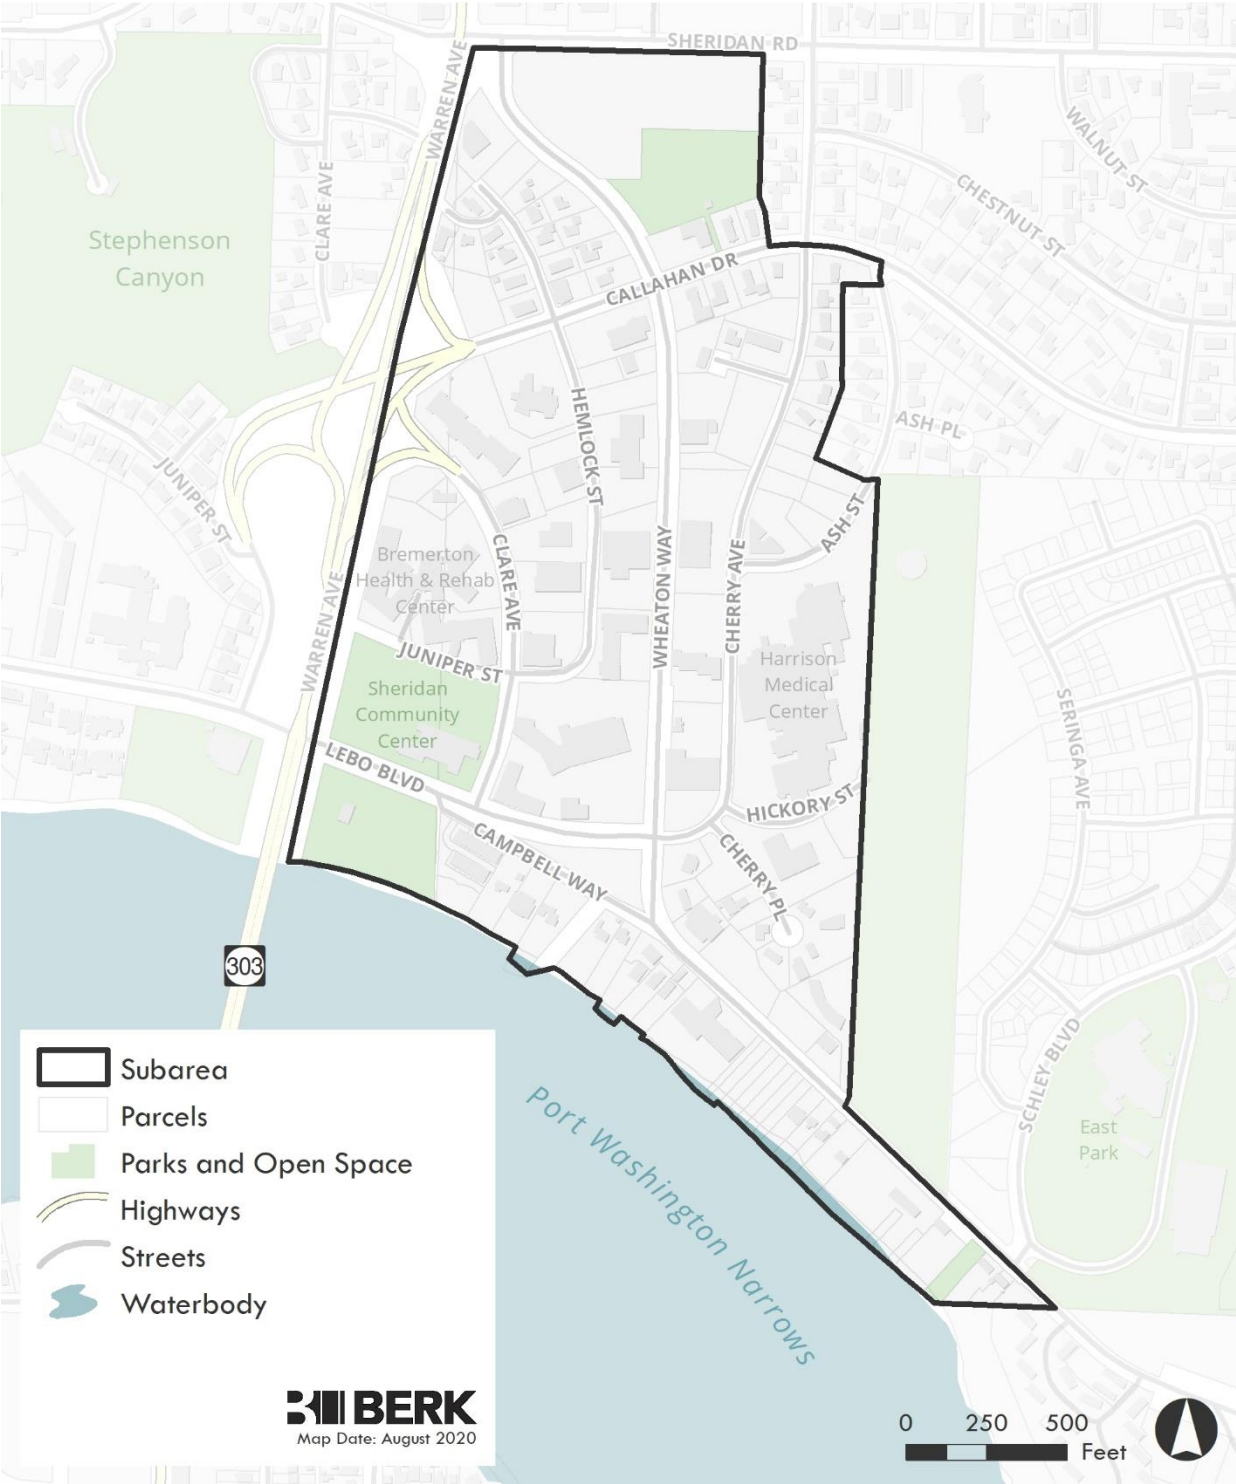 SHERIDAN RD
WARREN AVE
WALNUT ST
CLARE AVE
CHESTNUT ST
Stephenson
Canyon
CALLAHAN DR
HEMLOCK ST
ASH PL
JUNIPER ST
ASH ST
CLARE AVE
WHEATON WAY
CHERRY AVE
Bremerton
Health & Rehab
Center
WARREN AVE
JUNIPER ST
Harrison
Medical
Center
Sheridan
Community
Center
SERINGA AVE
LEBO BLVD
HICKORY ST
CAMPBELL WAY
CHERRY PL
303
SCHLEY BLVD
East
Park
Port Washington Narrows
Subarea
Parcels
Parks and Open Space
Highways
Streets
Waterbody
BERK
Map Date: August 2020
0 250 500
Feet